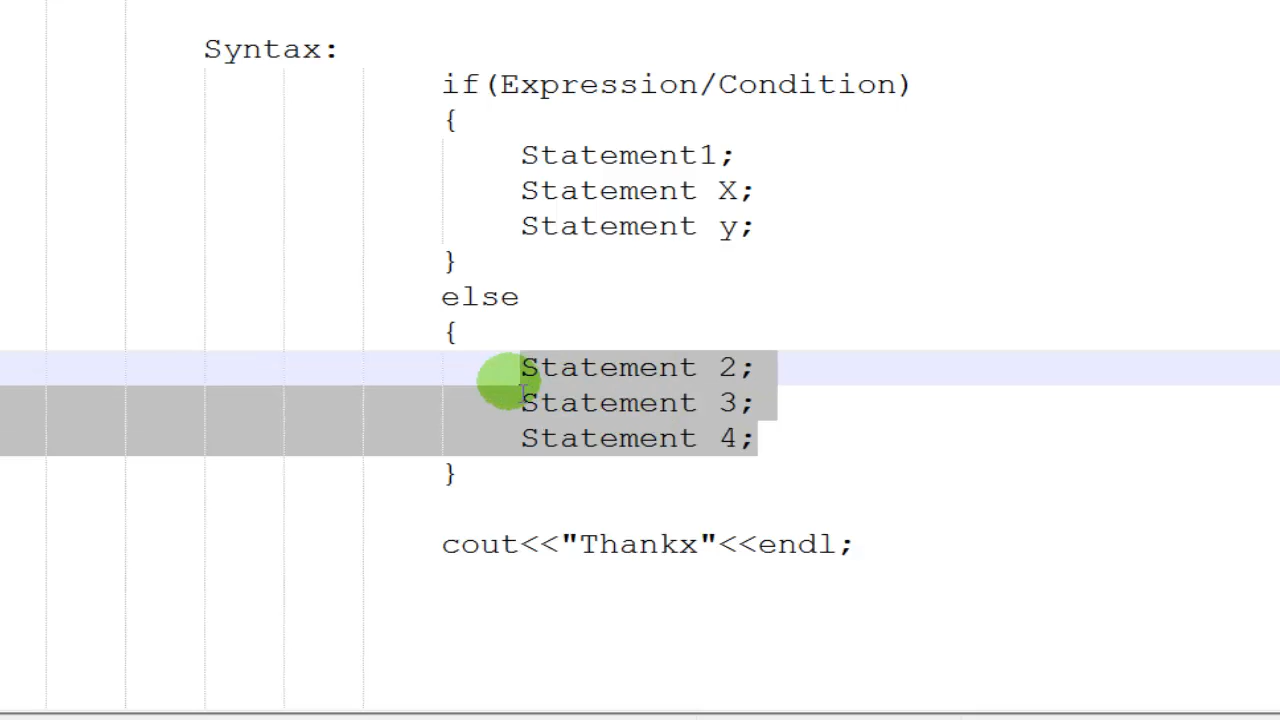 Syntax:
if(Expression/Condition)
{
Statement1;
Statement X;
Statement y;
}
else
{
Statement 2;
Statement 3;
Statement 4;
}
cout<<"Thankx"<<endl;